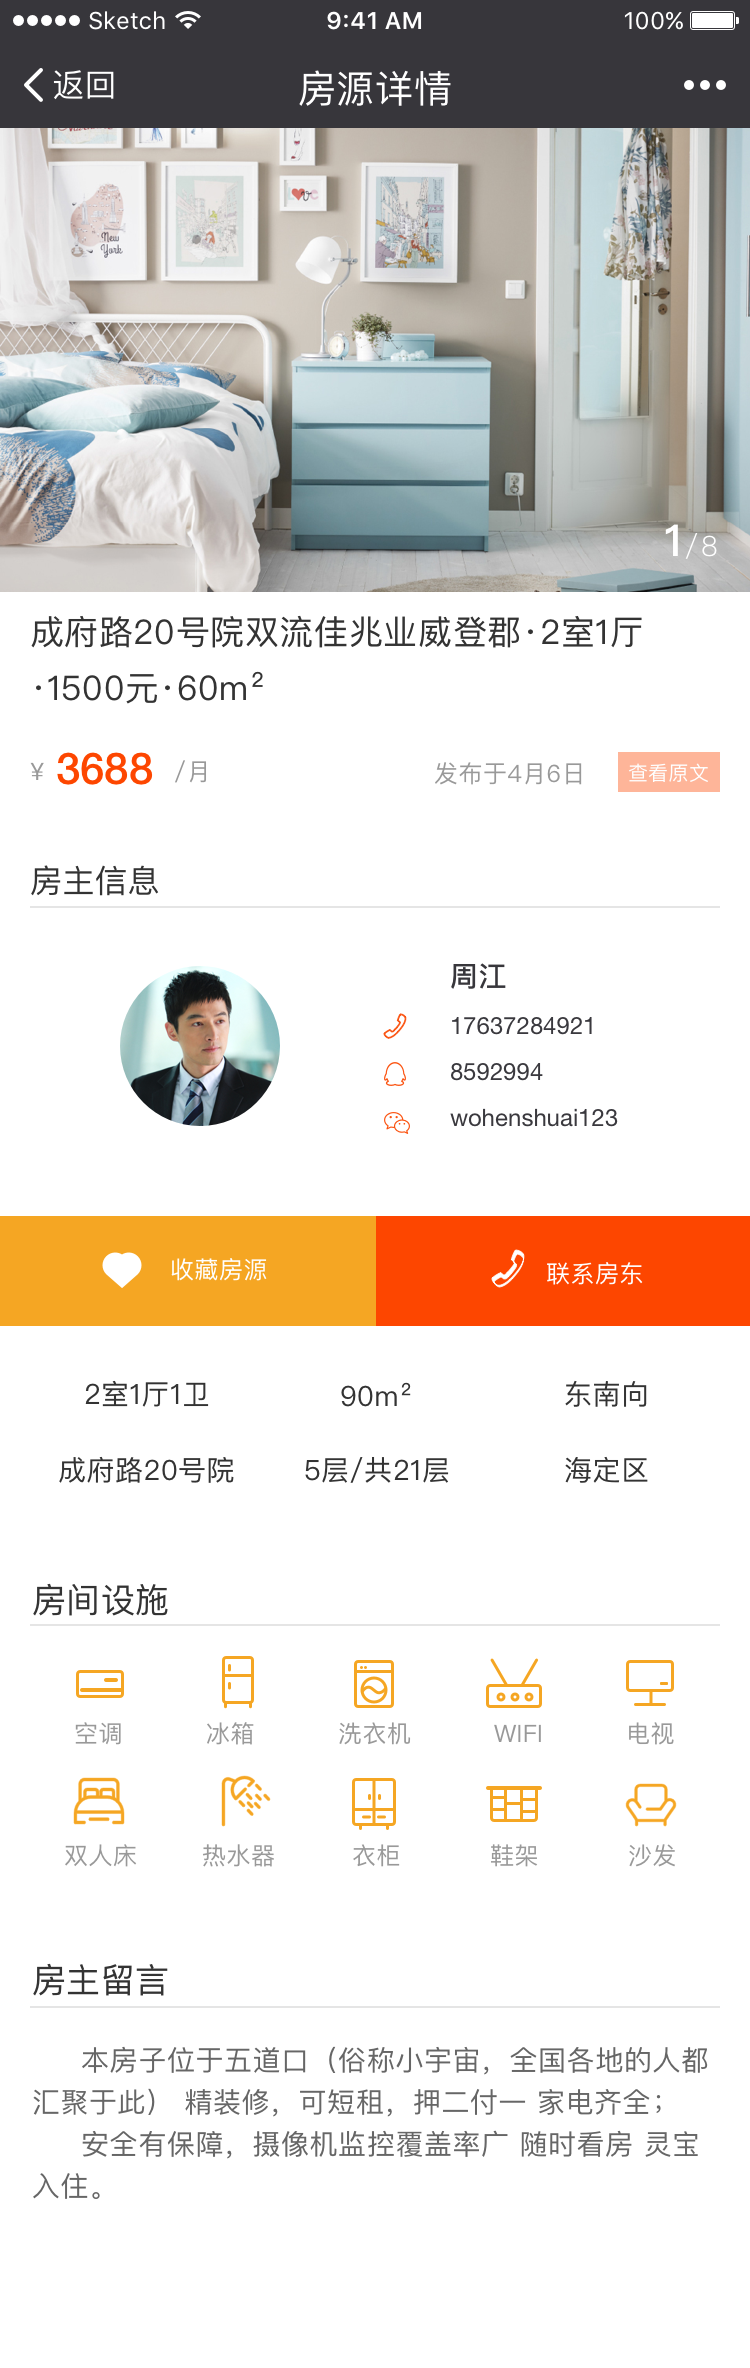 Sketch 9:41 AM 100%
返回 房源详情
New
York
1/8
成府路20号院双流佳兆业威登郡·2室1厅
·1500元·60m²
¥ 3688 /月 发布于4月6日 查看原文
房主信息
周江
17637284921
8592994
wohenshuai123
收藏房源 联系房东
2室1厅1卫 90m² 东南向
成府路20号院 5层/共21层 海定区
房间设施
空调 冰箱 洗衣机 WIFI 电视
双人床 热水器 衣柜 鞋架 沙发
房主留言
本房子位于五道口（俗称小宇宙，全国各地的人都
汇聚于此） 精装修，可短租，押二付一 家电齐全；
安全有保障，摄像机监控覆盖率广 随时看房 灵宝
入住。